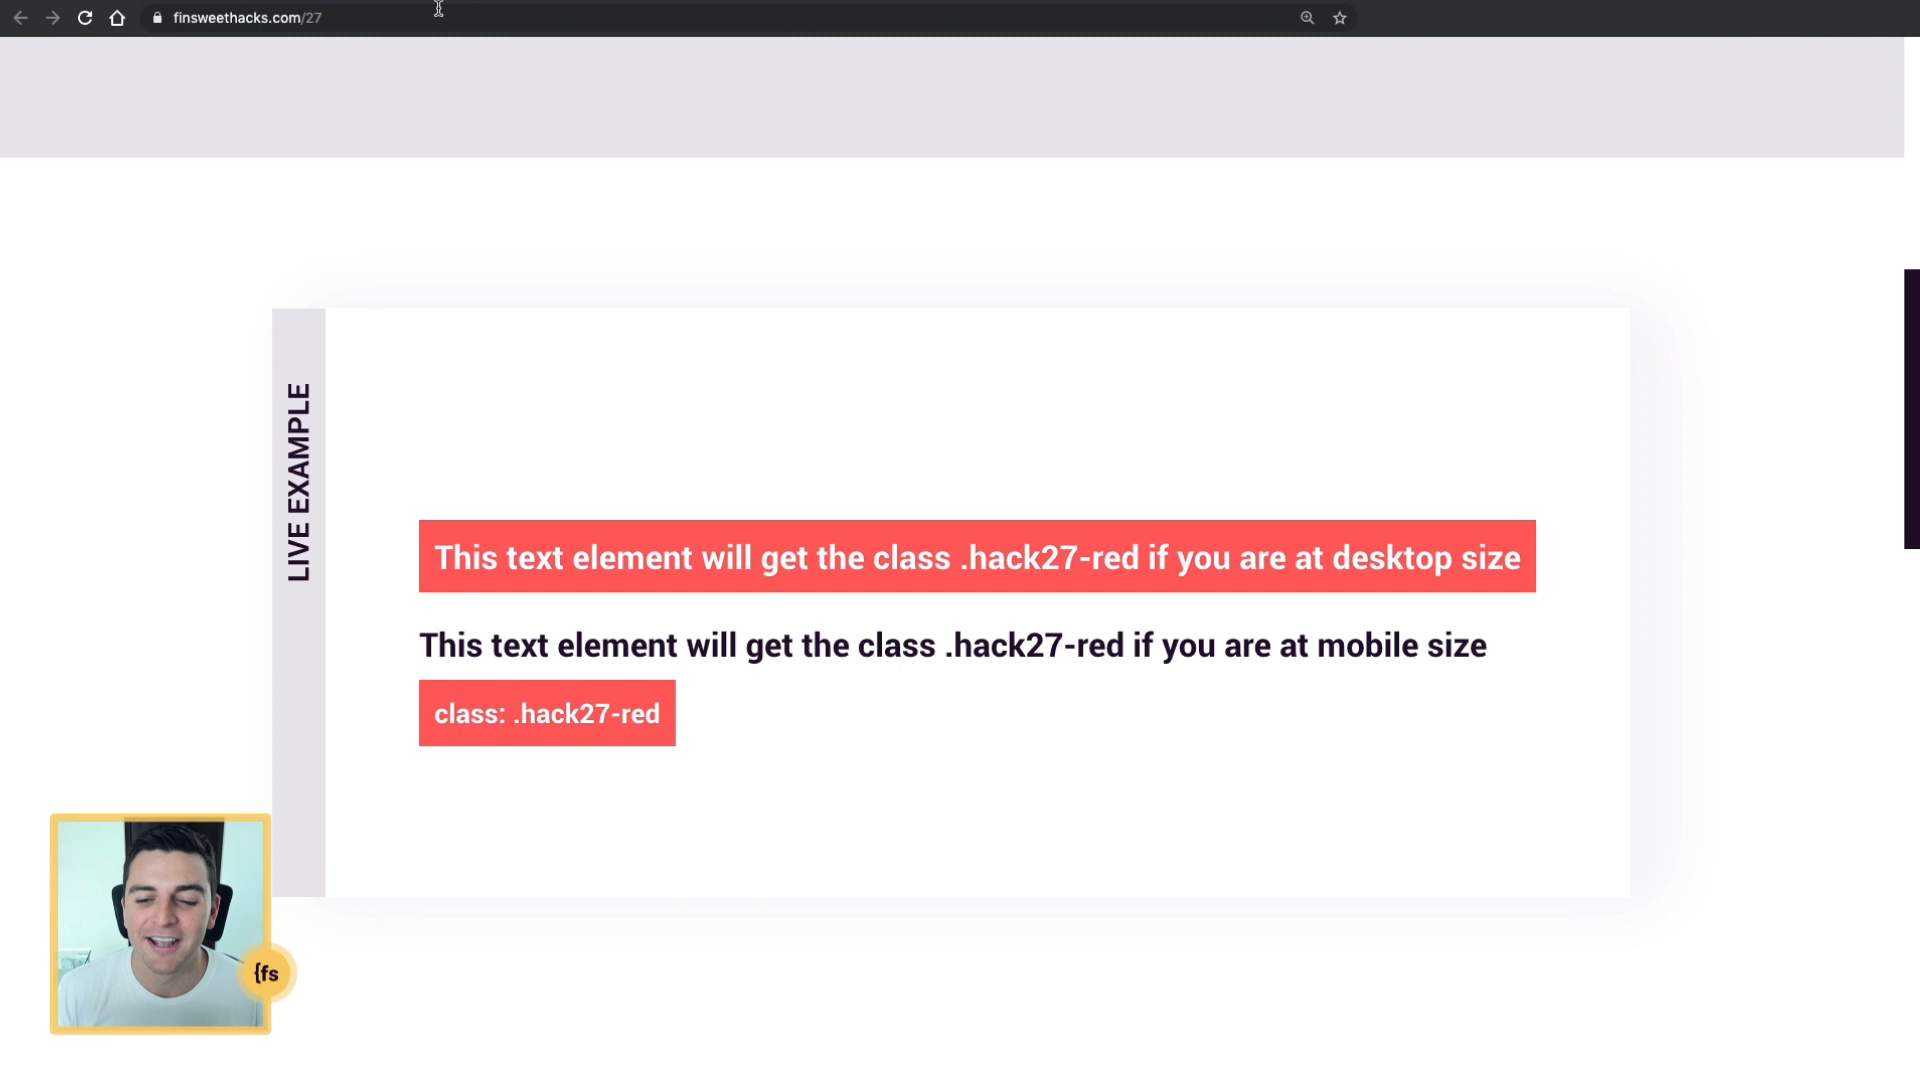 finsweethacks.com/27
LIVE EXAMPLE
This text element will get the class .hack27-red if you are at desktop size
This text element will get the class .hack27-red if you are at mobile size
class: .hack27-red
{fs